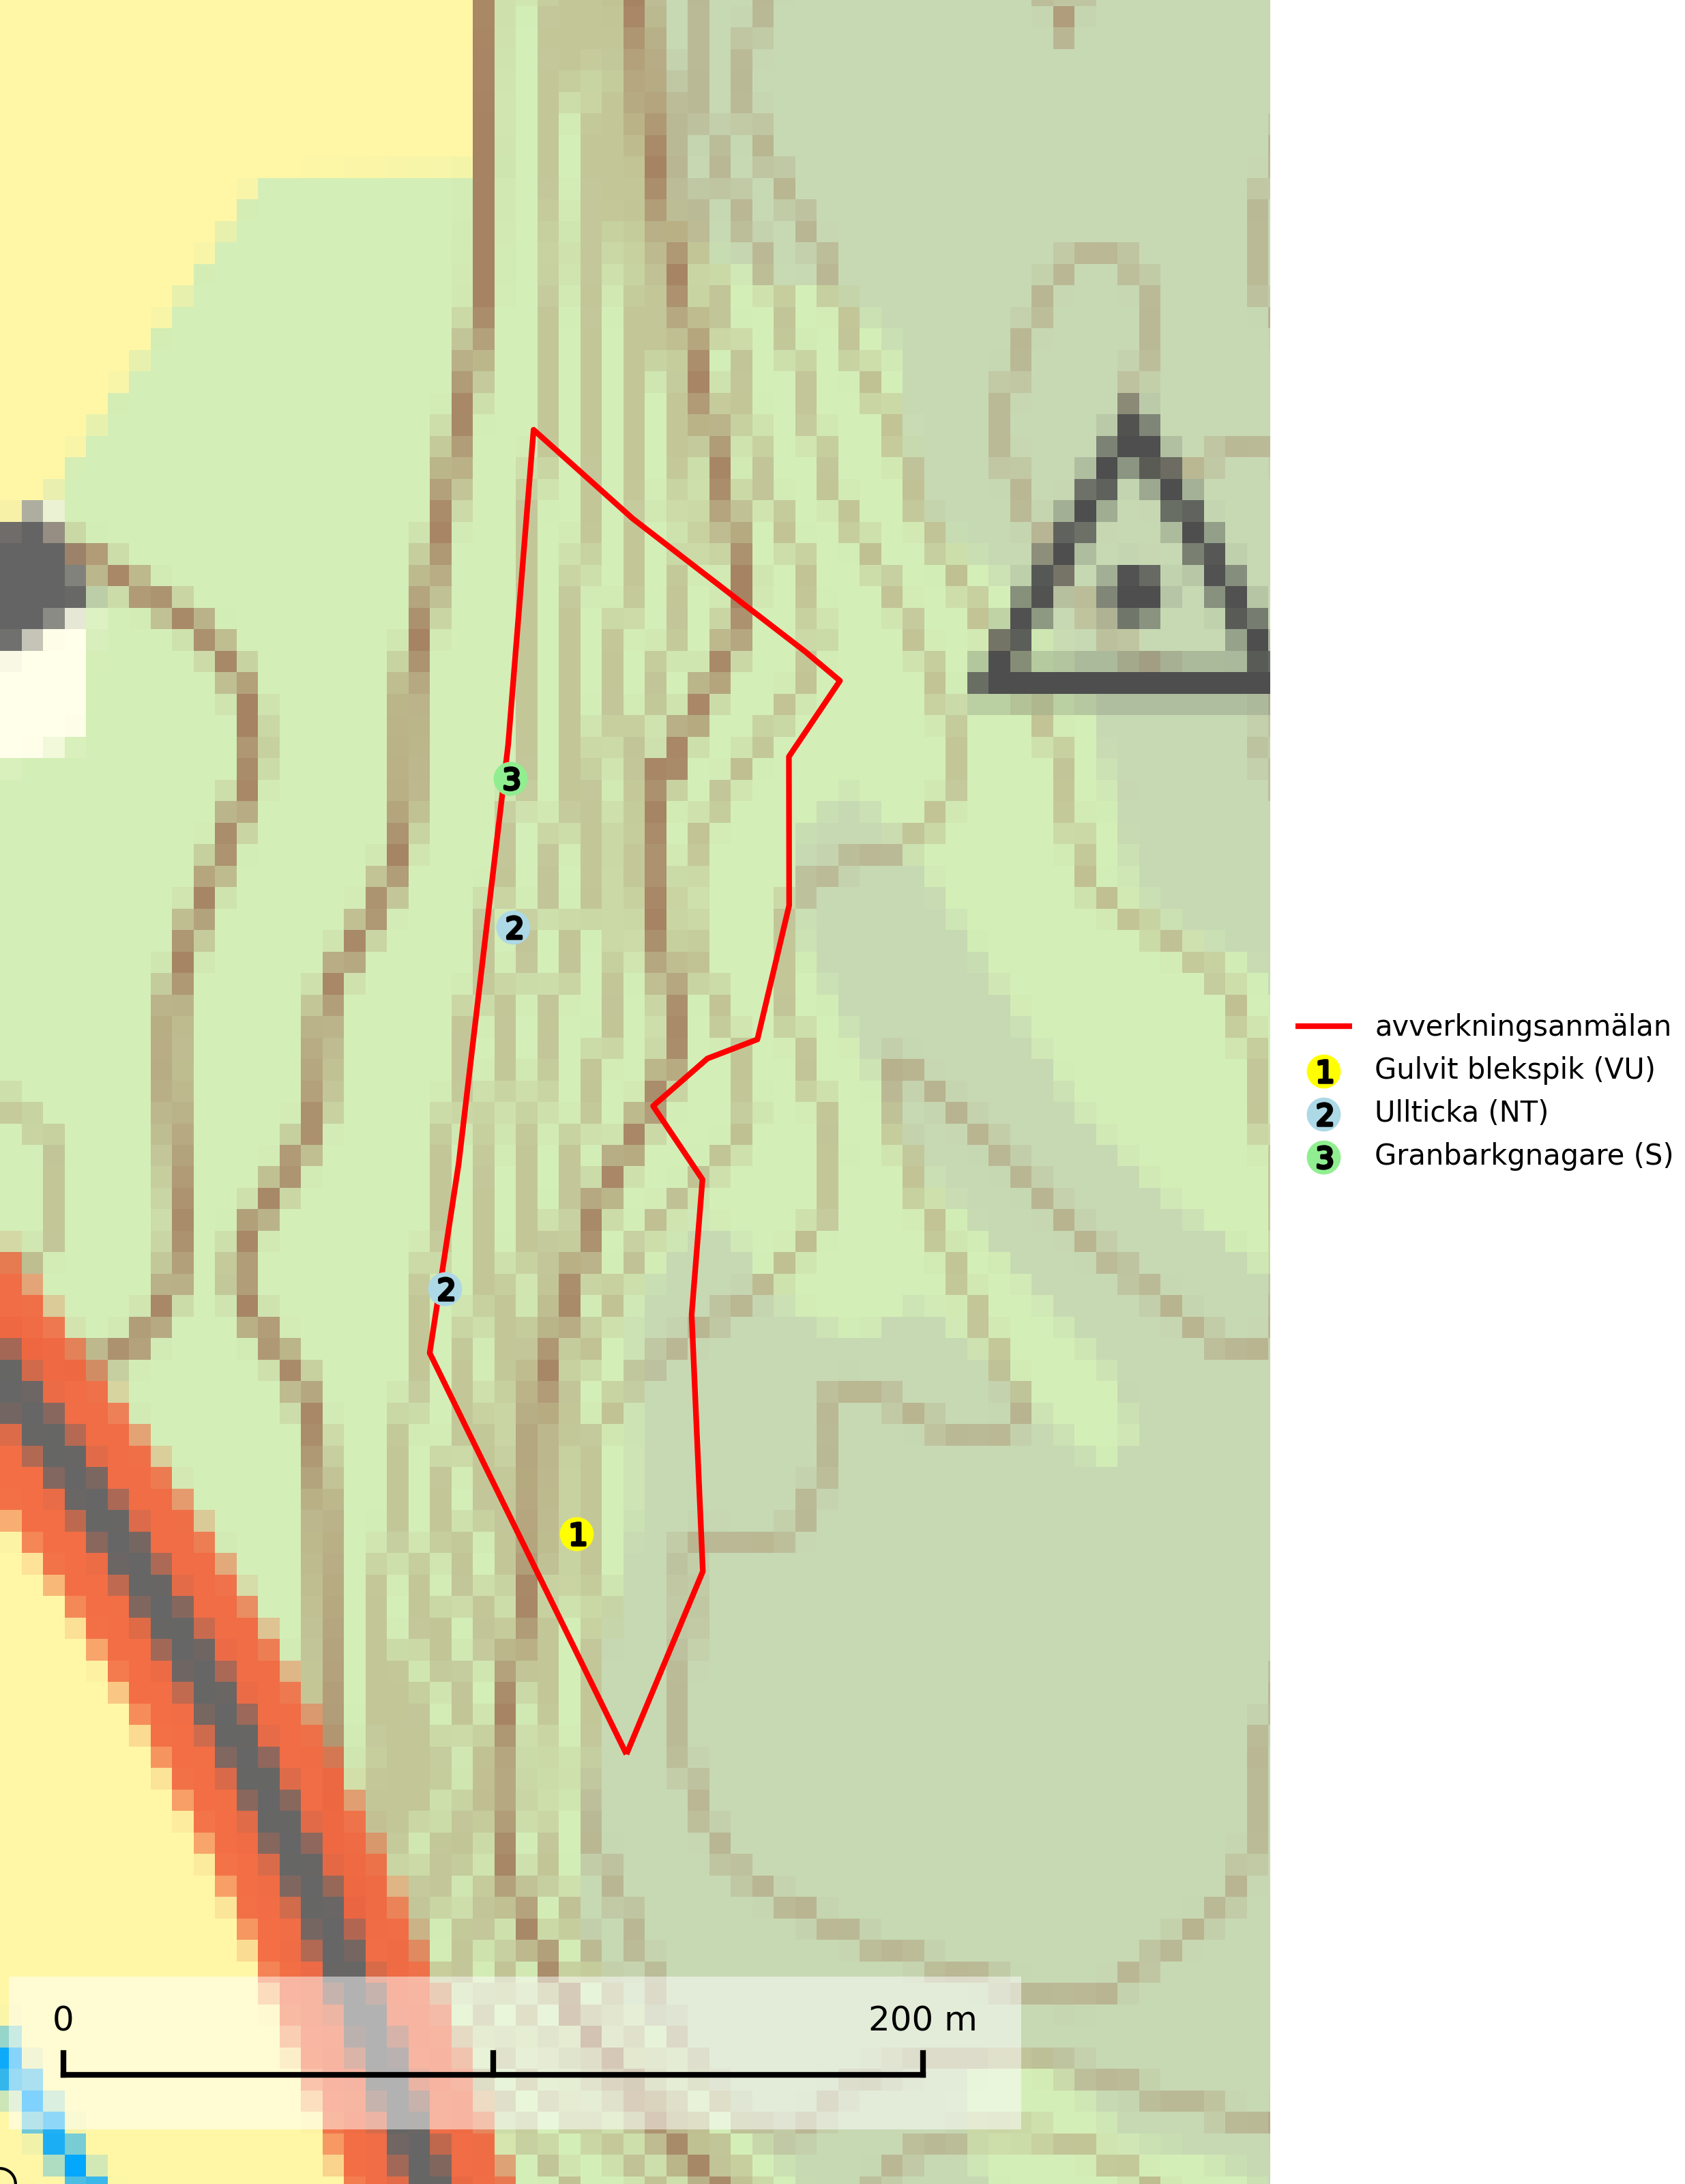 3
2
2
1
avverkningsanmälan
1 Gulvit blekspik (VU)
2 Ullticka (NT)
3 Granbarkgnagare (S)
0 200 m